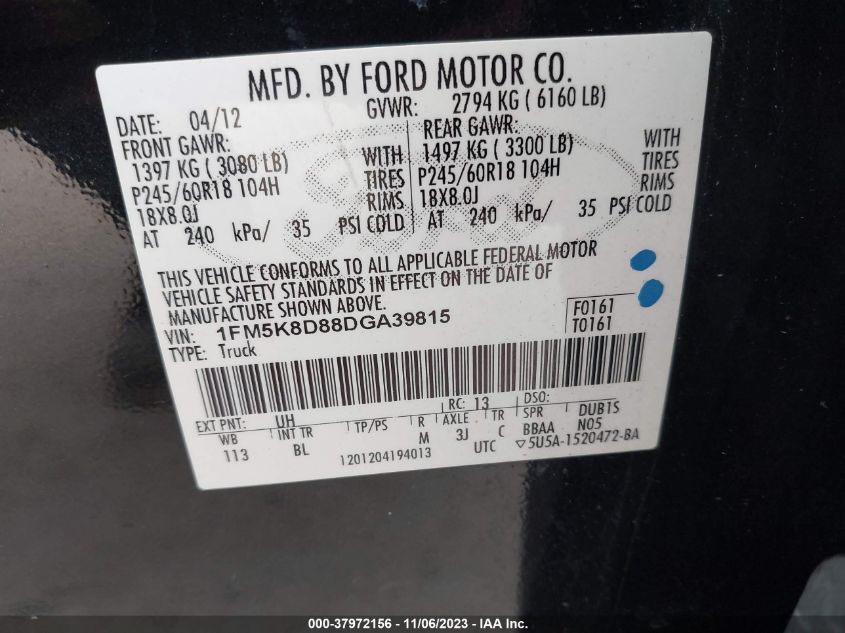 MFD. BY FORD MOTOR CO.
DATE: 04/12 GVWR: 2794 KG ( 6160 LB)
FRONT GAWR: REAR GAWR:
1397 KG ( 3080 LB) WITH 1497 KG ( 3300 LB) WITH
P245/60R18 104H TIRES P245/60R18 104H TIRES
18X8.0J RIMS 18X8.0J RIMS
AT 240 kPa/ 35 PSI COLD AT 240 kPa/ 35 PSI COLD
THIS VEHICLE CONFORMS TO ALL APPLICABLE FEDERAL MOTOR
VEHICLE SAFETY STANDARDS IN EFFECT ON THE DATE OF
MANUFACTURE SHOWN ABOVE.
VIN: 1FM5K8D88DGA39815 F0161
TYPE: Truck T0161
EXT PNT: UH RC: 13 DSO:
WB INT TR TP/PS R AXLE TR SPR DUB1S
113 BL M 3J C BBAA N05
1201204194013 UTC ▽5U5A-1520472-BA
000-37972156 - 11/06/2023 - IAA Inc.